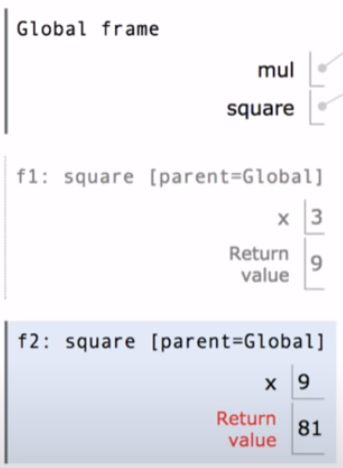 Global frame
mul
square
f1: square [parent=Global]
x 3
Return
value 9
f2: square [parent=Global]
x 9
Return
value 81